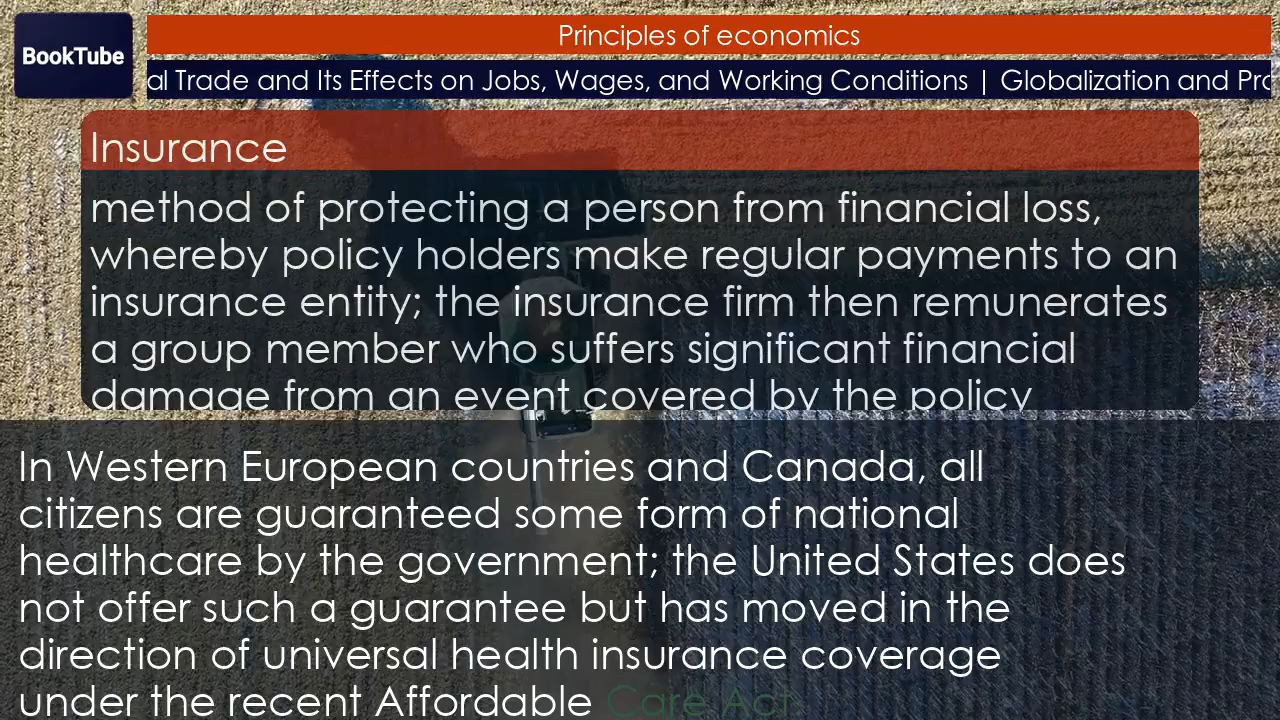 BookTube
Principles of economics
al Trade and Its Effects on Jobs, Wages, and Working Conditions | Globalization and Pro
Insurance
method of protecting a person from financial loss,
whereby policy holders make regular payments to an
insurance entity; the insurance firm then remunerates
a group member who suffers significant financial
damage from an event covered by the policy
In Western European countries and Canada, all
citizens are guaranteed some form of national
healthcare by the government; the United States does
not offer such a guarantee but has moved in the
direction of universal health insurance coverage
under the recent Affordable Care Act